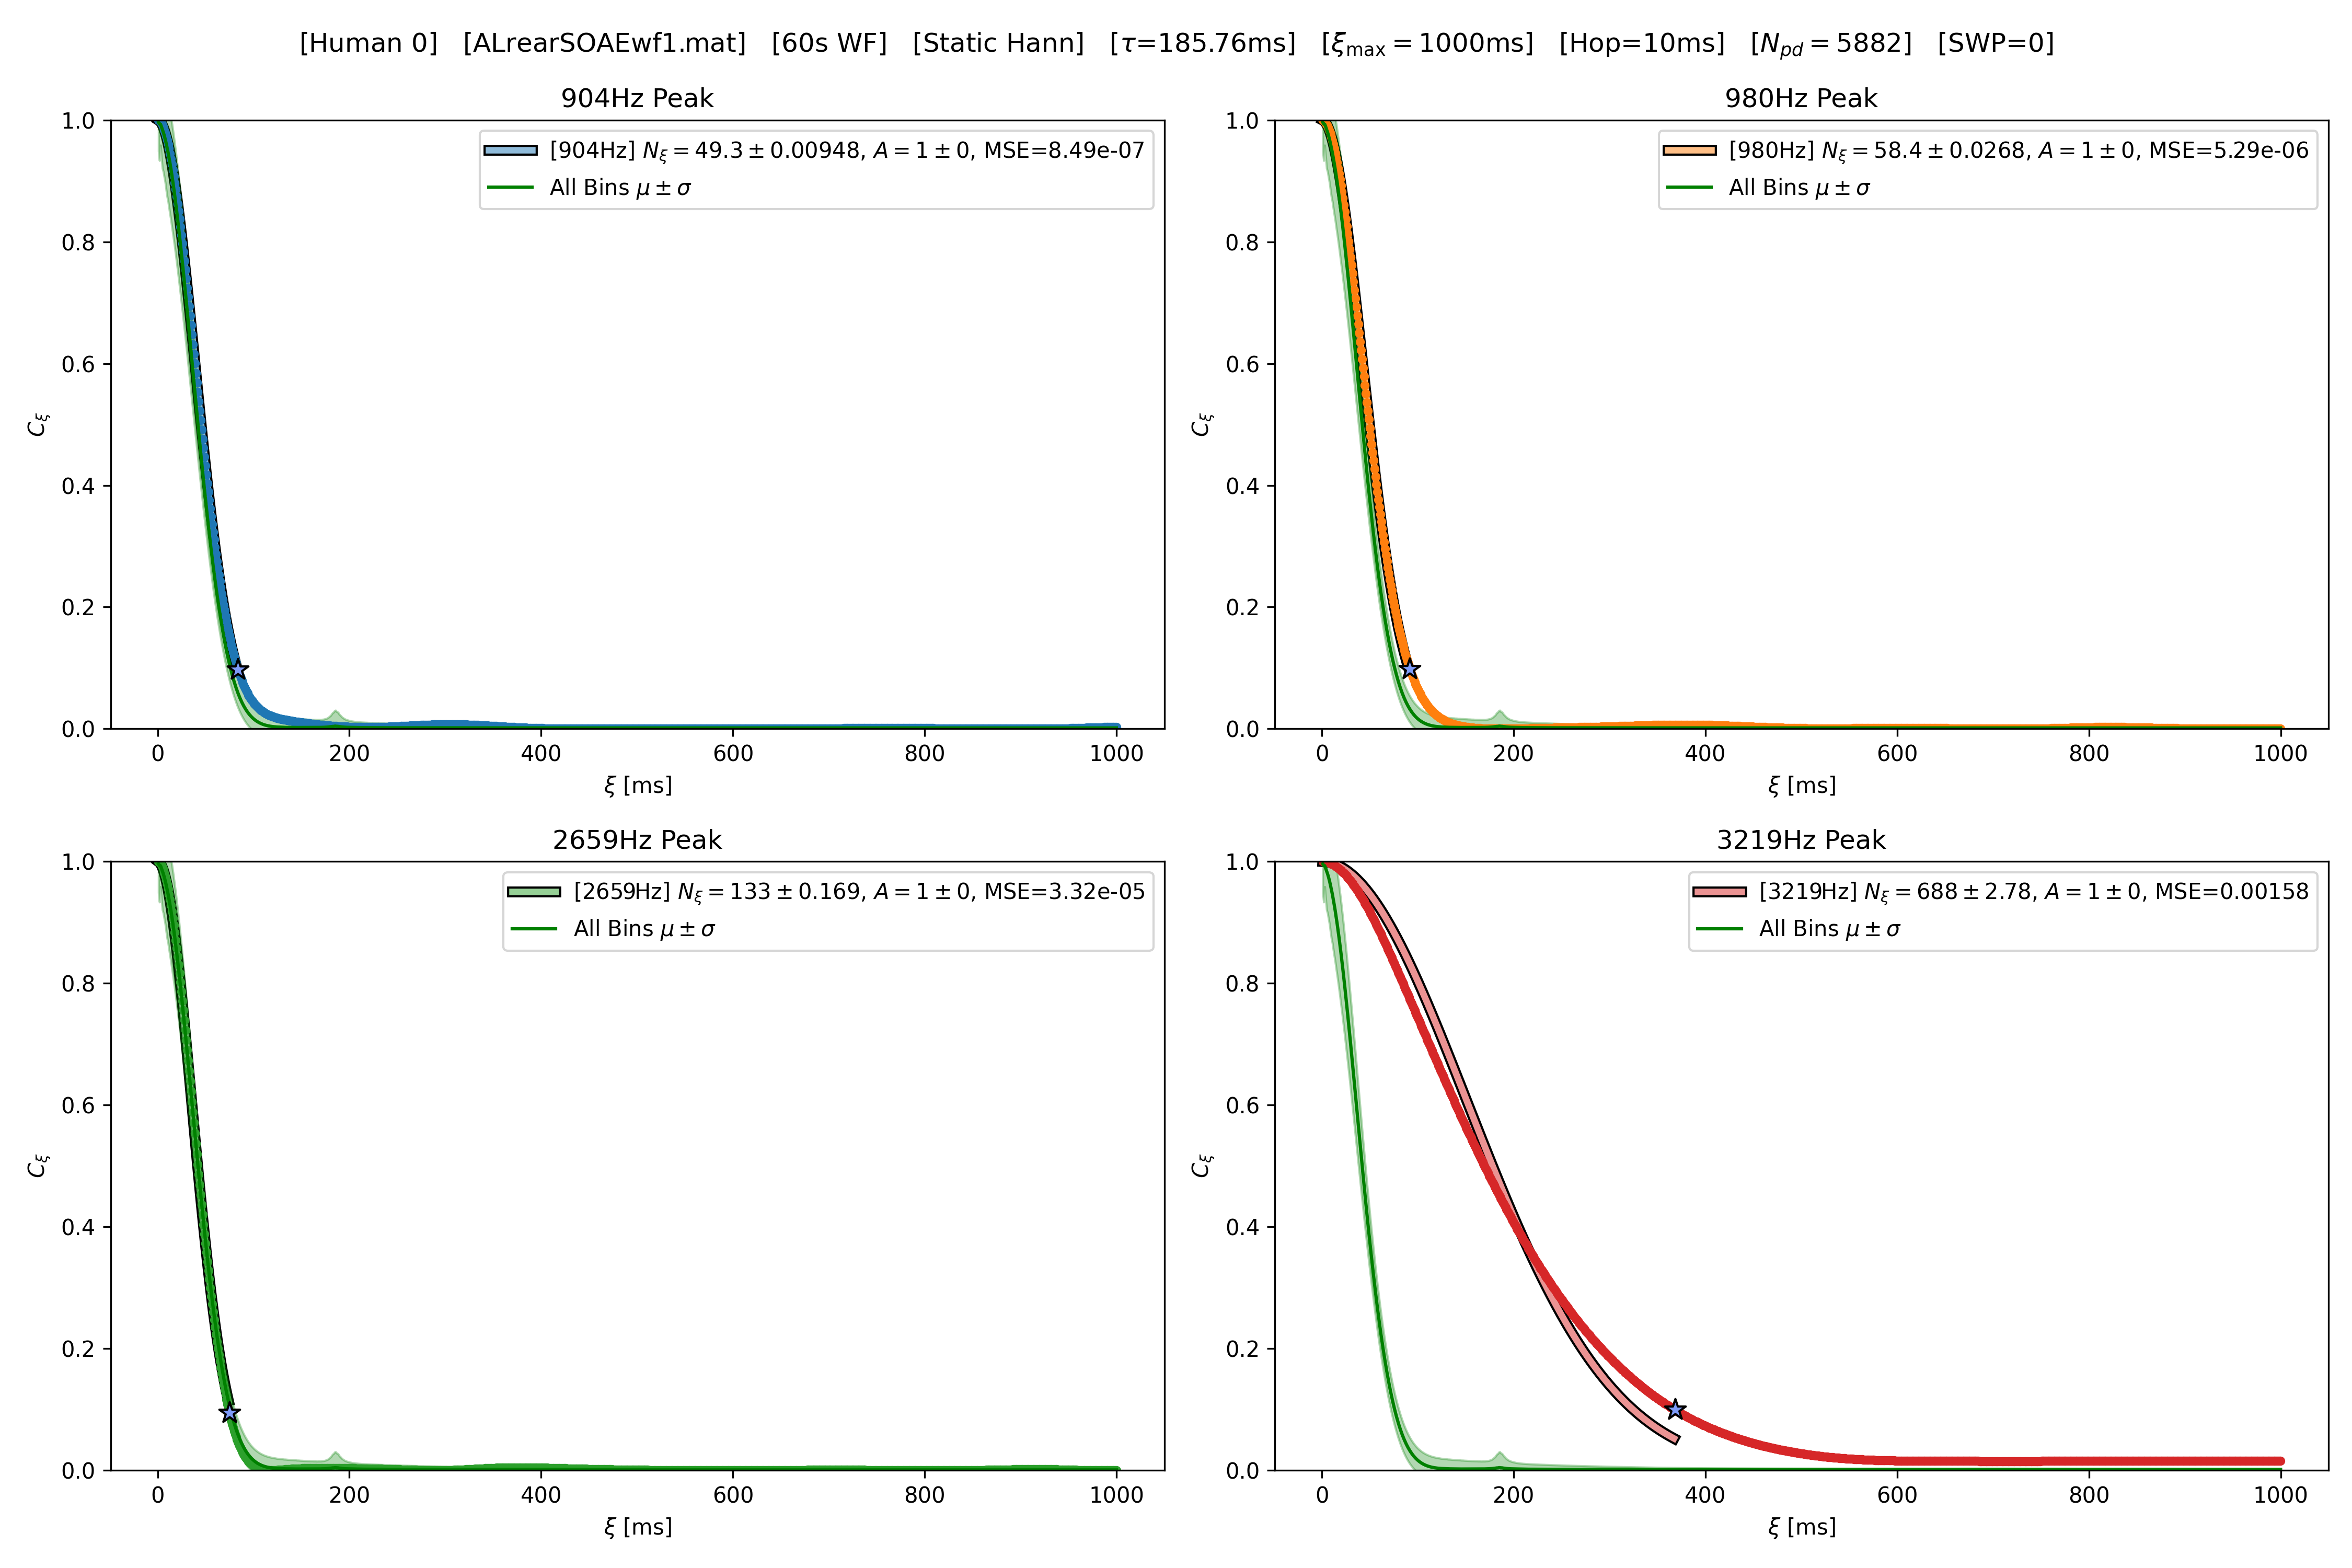 [Human 0] [ALrearSOAEwf1.mat] [60s WF] [Static Hann] [τ=185.76ms] [ξmax = 1000ms] [Hop=10ms] [Npd = 5882] [SWP=0]
904Hz Peak
1.0
0.8
0.6
0.4
0.2
0.0
Cξ
[904Hz] Nξ = 49.3 ± 0.00948, A = 1 ± 0, MSE=8.49e-07
All Bins μ ± σ
0 200 400 600 800 1000
ξ [ms]
980Hz Peak
1.0
0.8
0.6
0.4
0.2
0.0
Cξ
[980Hz] Nξ = 58.4 ± 0.0268, A = 1 ± 0, MSE=5.29e-06
All Bins μ ± σ
0 200 400 600 800 1000
ξ [ms]
2659Hz Peak
1.0
0.8
0.6
0.4
0.2
0.0
Cξ
[2659Hz] Nξ = 133 ± 0.169, A = 1 ± 0, MSE=3.32e-05
All Bins μ ± σ
0 200 400 600 800 1000
ξ [ms]
3219Hz Peak
1.0
0.8
0.6
0.4
0.2
0.0
Cξ
[3219Hz] Nξ = 688 ± 2.78, A = 1 ± 0, MSE=0.00158
All Bins μ ± σ
0 200 400 600 800 1000
ξ [ms]